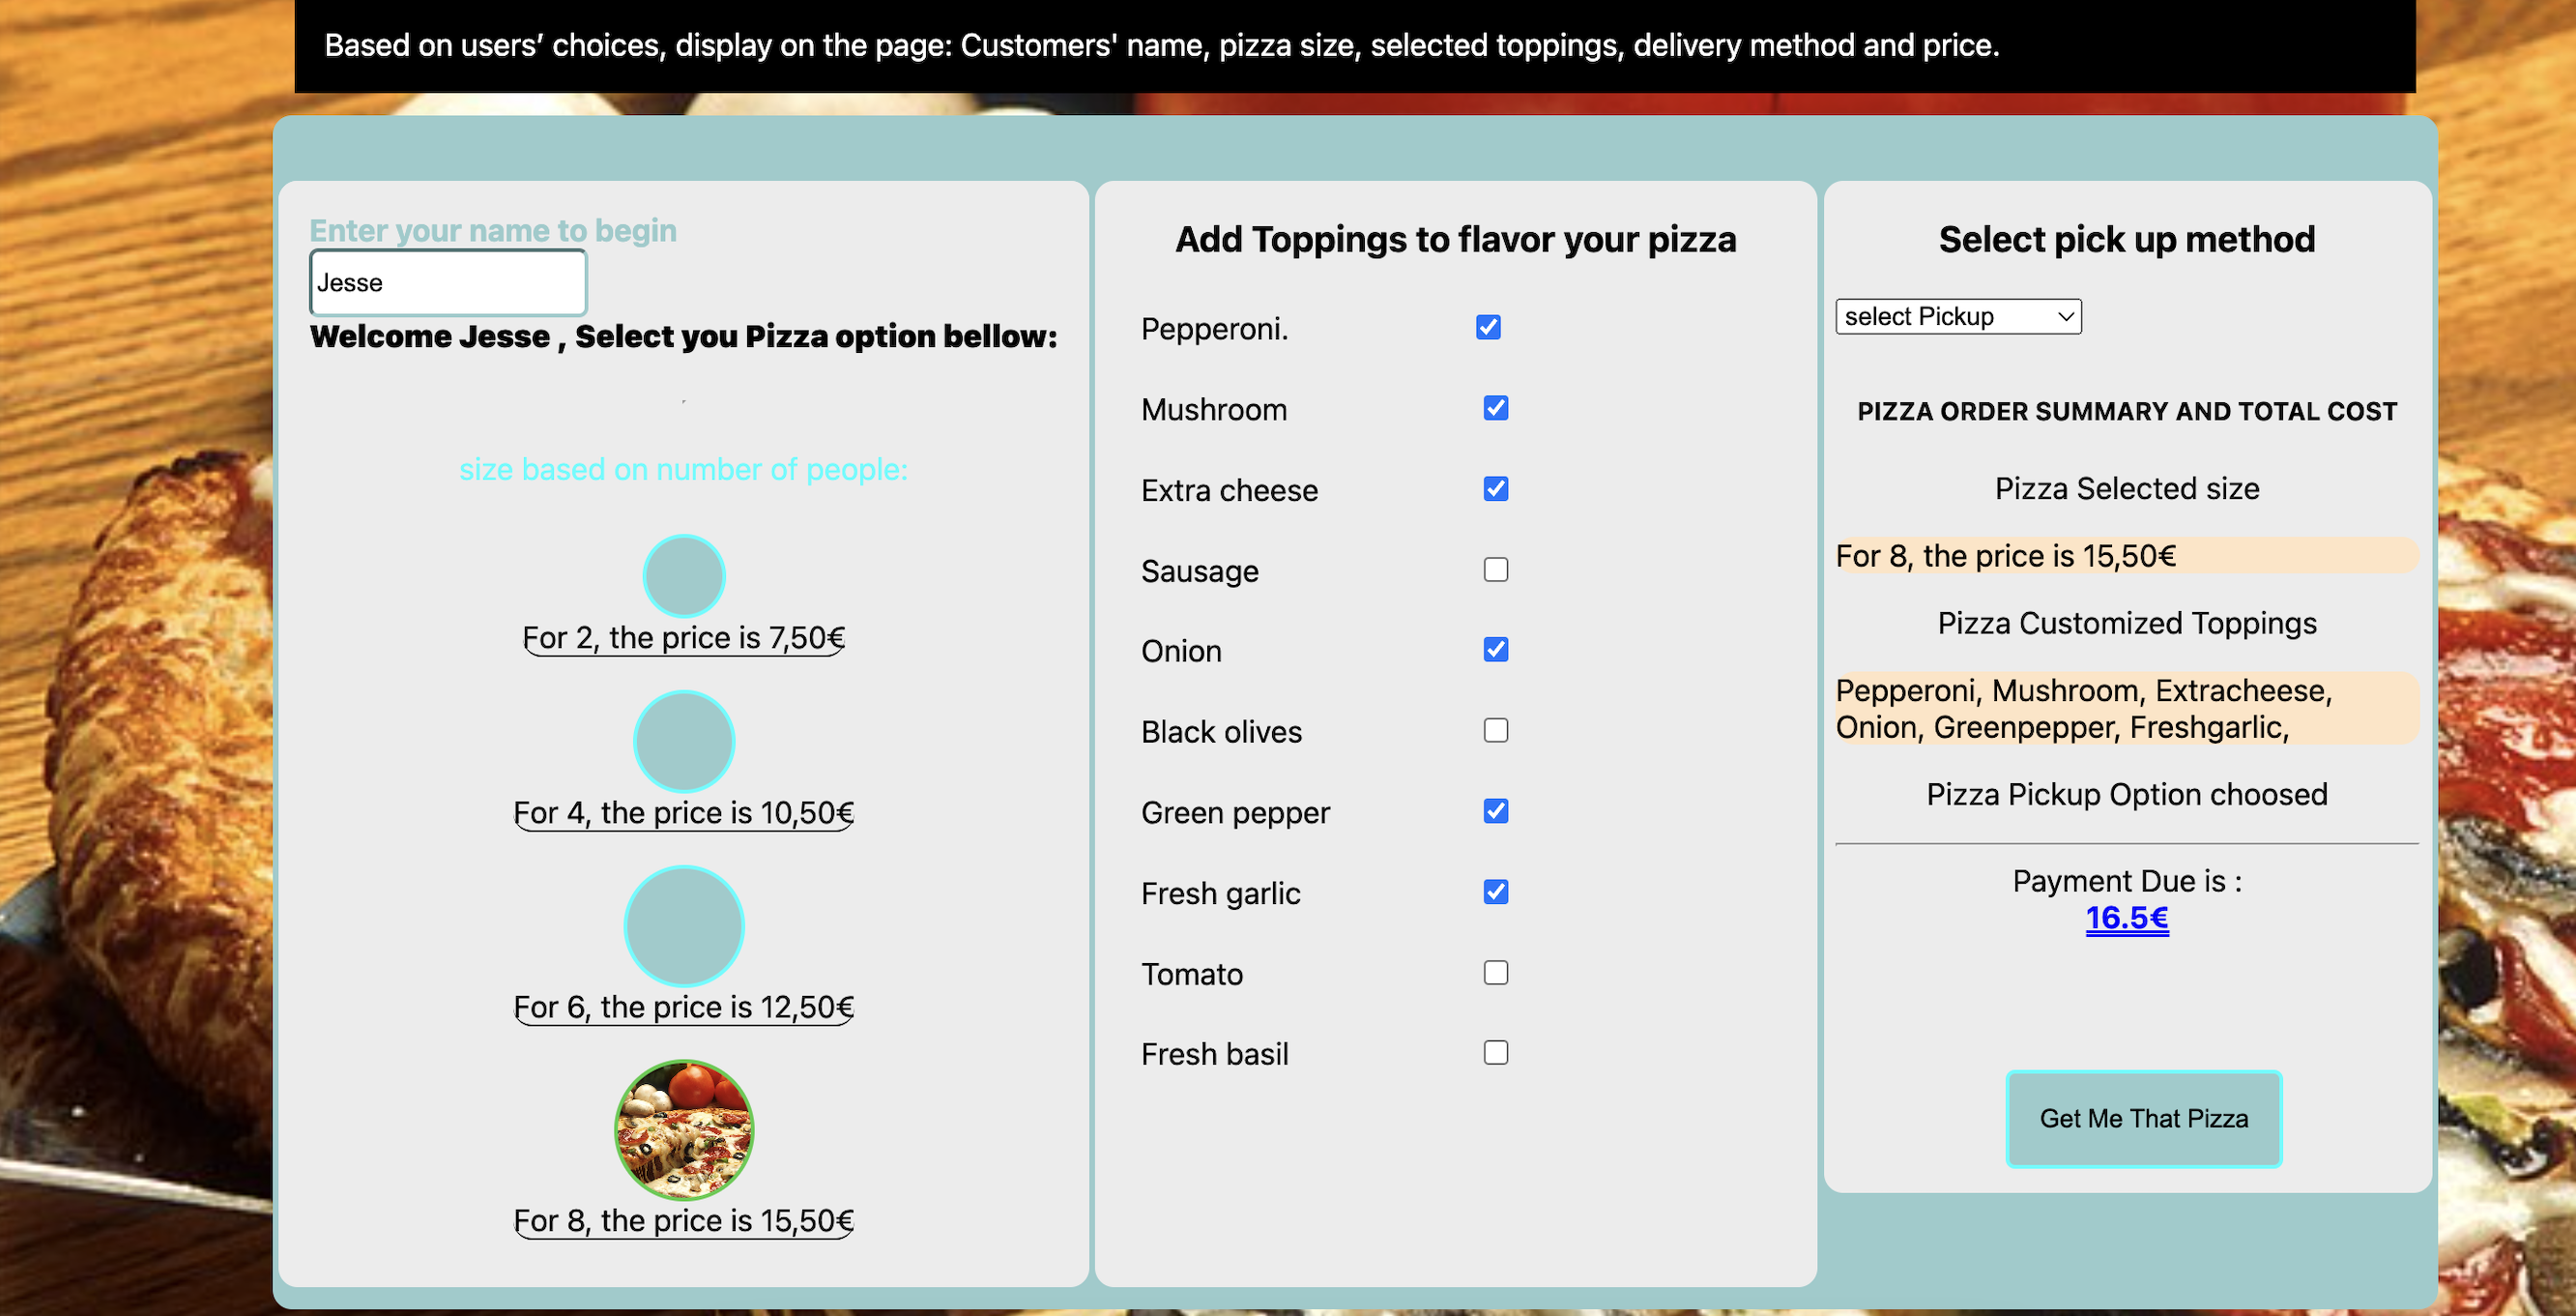 Based on users’ choices, display on the page: Customers' name, pizza size, selected toppings, delivery method and price.
Enter your name to begin
Jesse
Welcome Jesse , Select you Pizza option bellow:
size based on number of people:
For 2, the price is 7,50€
For 4, the price is 10,50€
For 6, the price is 12,50€
For 8, the price is 15,50€
Add Toppings to flavor your pizza
Pepperoni.
Mushroom
Extra cheese
Sausage
Onion
Black olives
Green pepper
Fresh garlic
Tomato
Fresh basil
Select pick up method
select Pickup
PIZZA ORDER SUMMARY AND TOTAL COST
Pizza Selected size
For 8, the price is 15,50€
Pizza Customized Toppings
Pepperoni, Mushroom, Extracheese,
Onion, Greenpepper, Freshgarlic,
Pizza Pickup Option choosed
Payment Due is :
16.5€
Get Me That Pizza